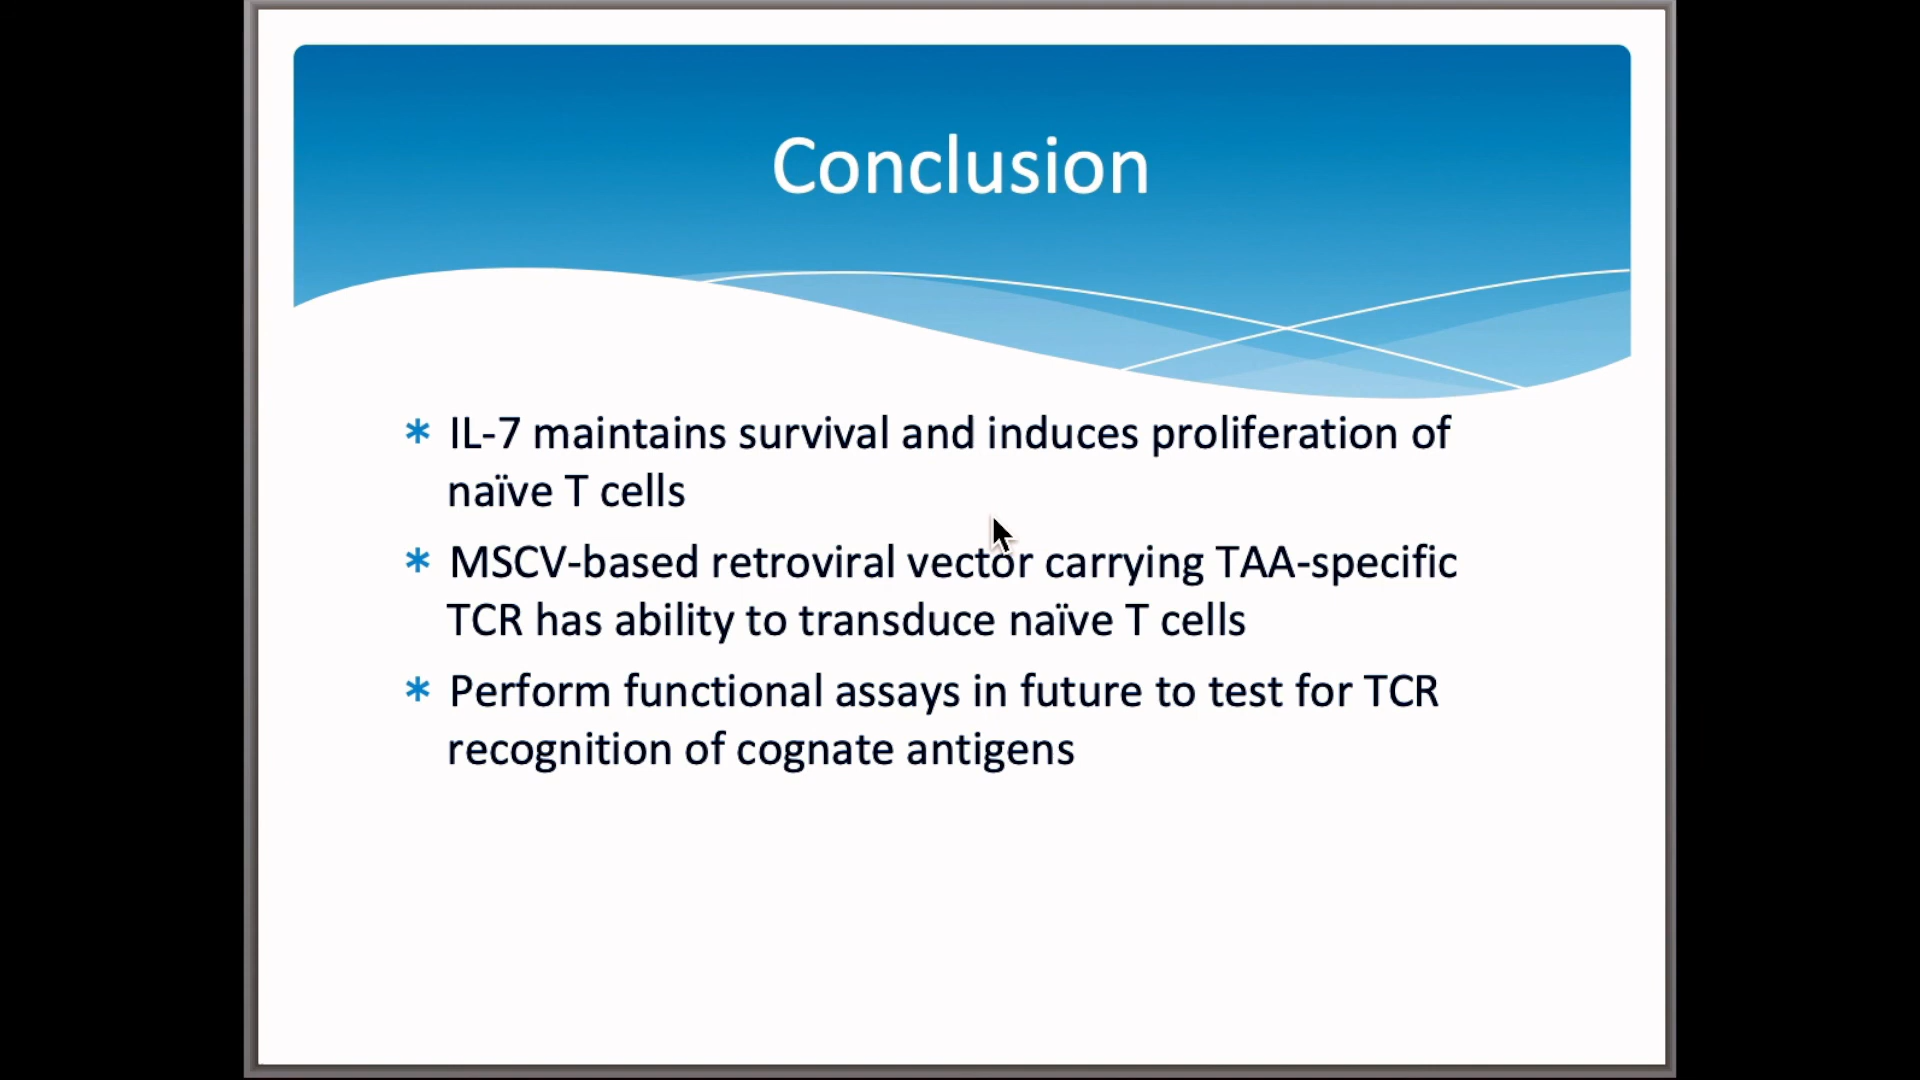 Conclusion
* IL-7 maintains survival and induces proliferation of
naïve T cells
* MSCV-based retroviral vector carrying TAA-specific
TCR has ability to transduce naïve T cells
* Perform functional assays in future to test for TCR
recognition of cognate antigens